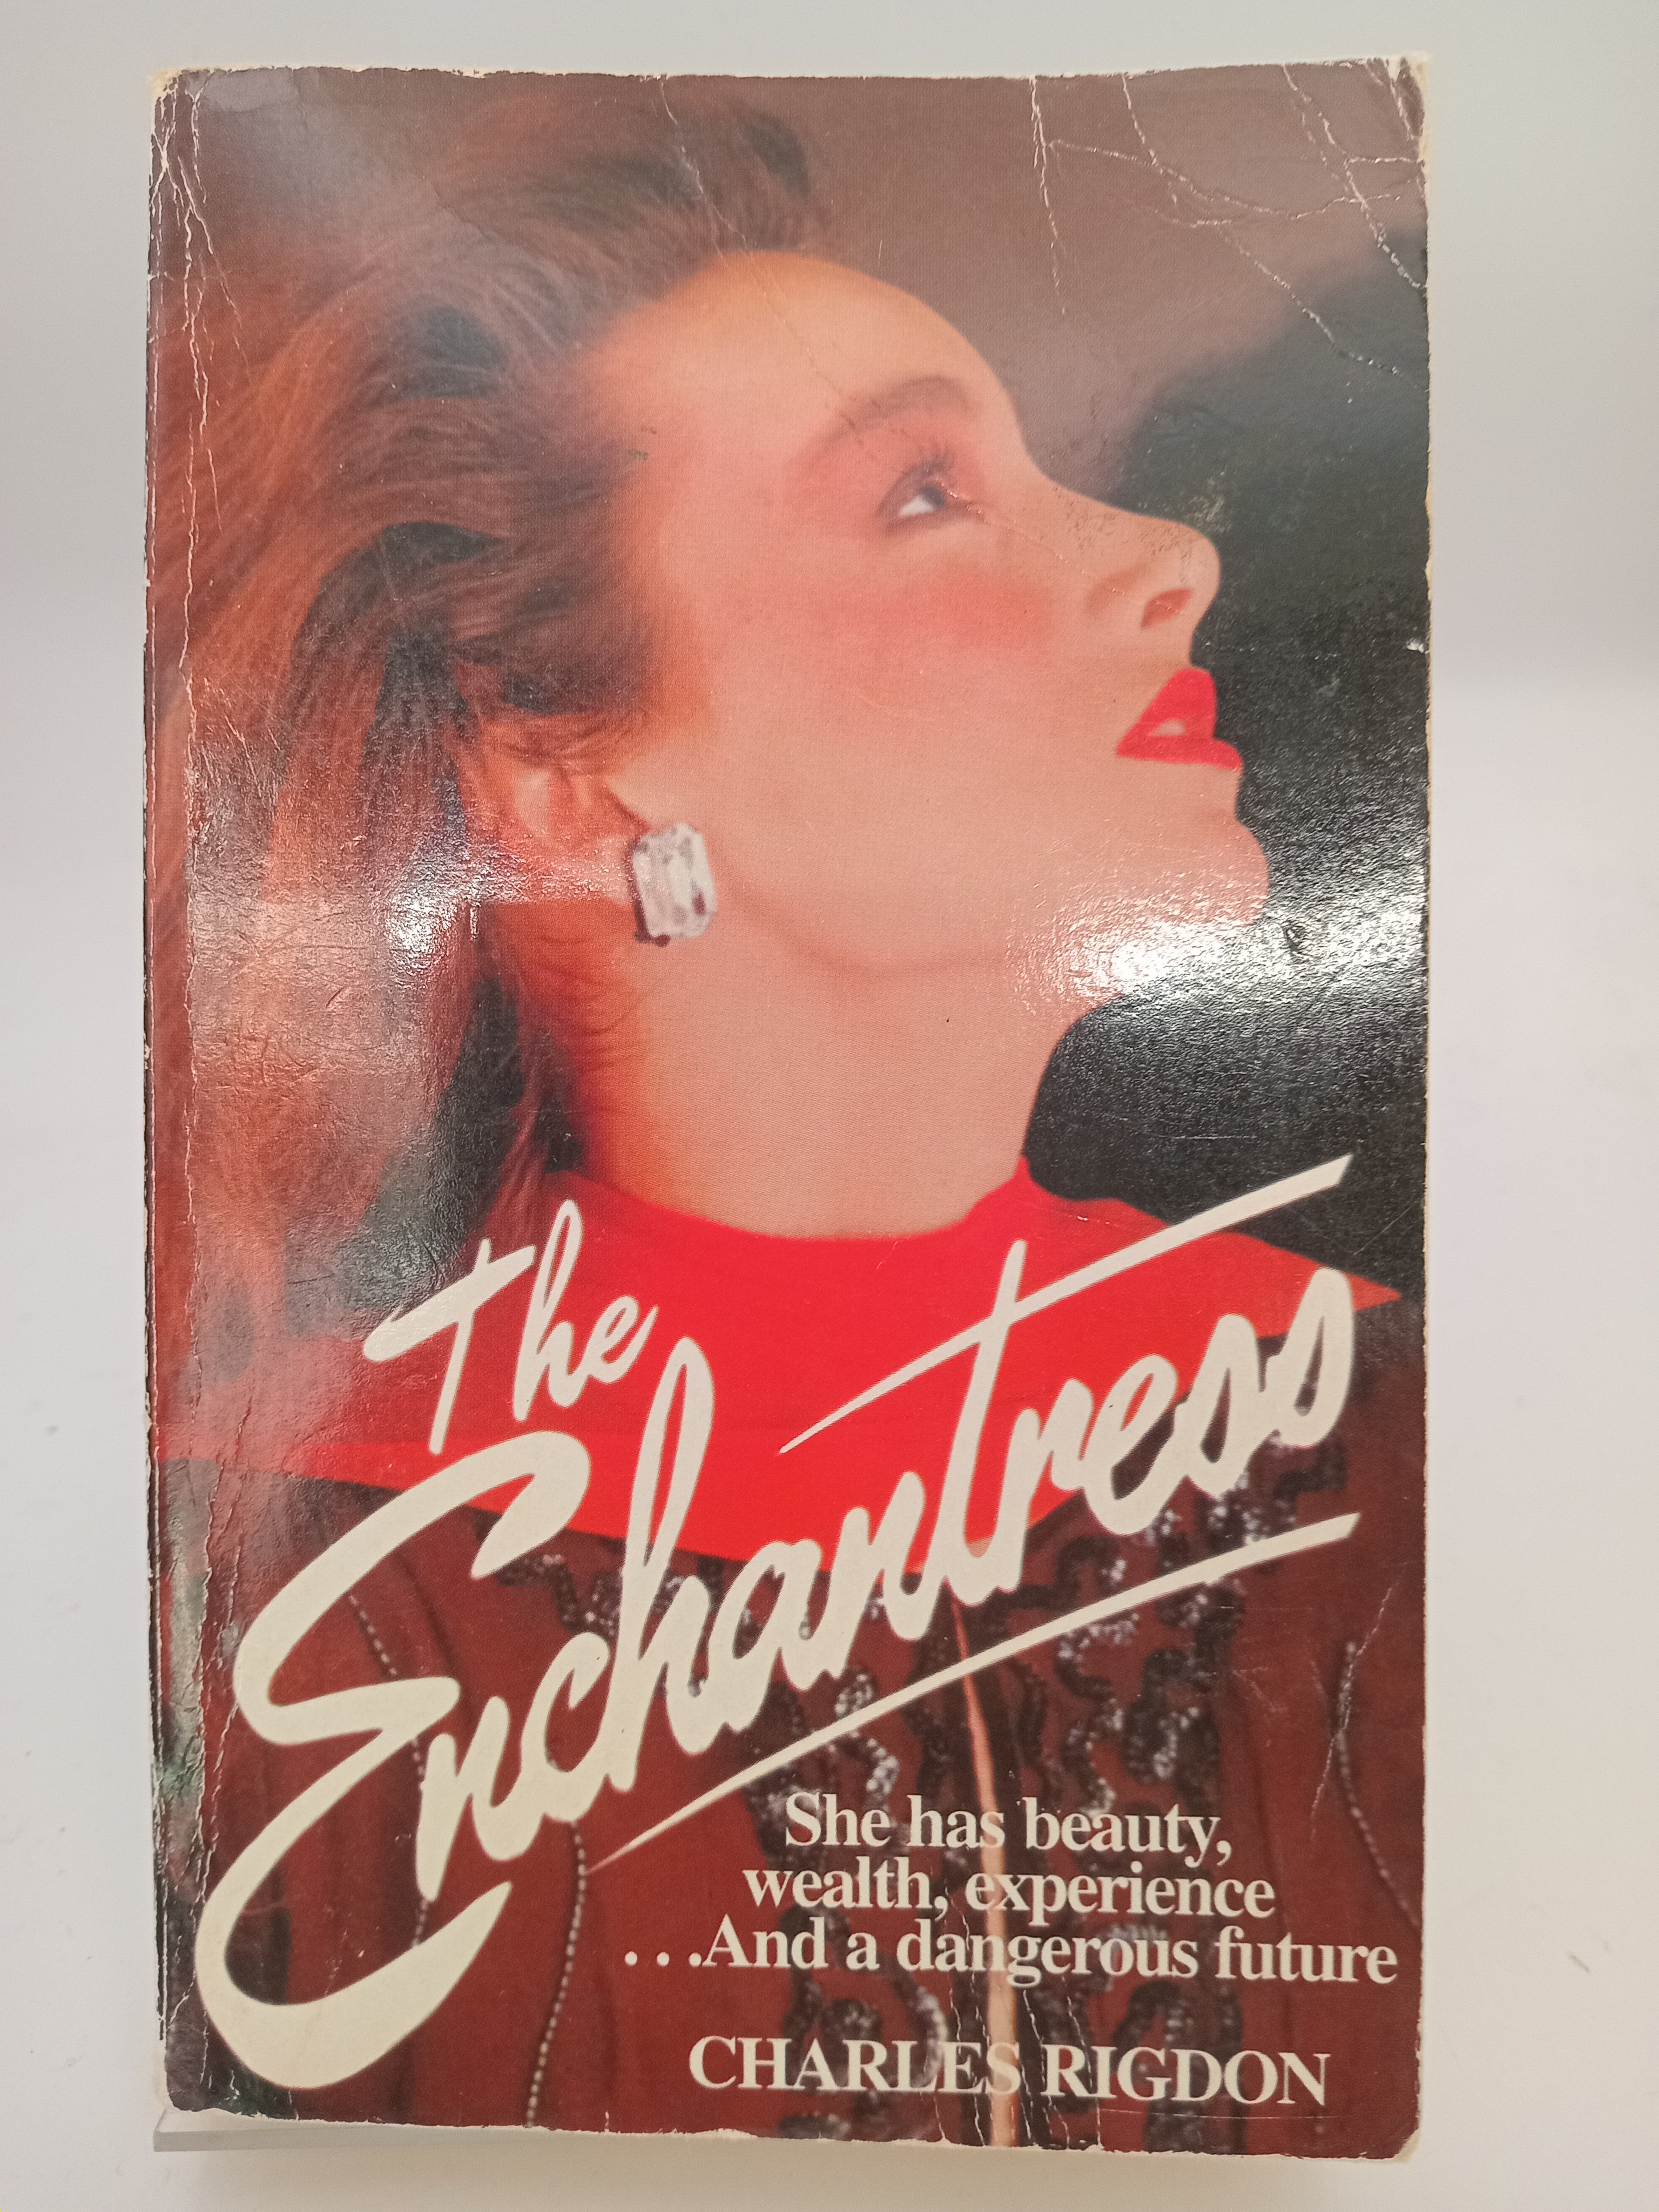 The
Enchantress
She has beauty,
wealth, experience
...And a dangerous future
CHARLES RIGDON